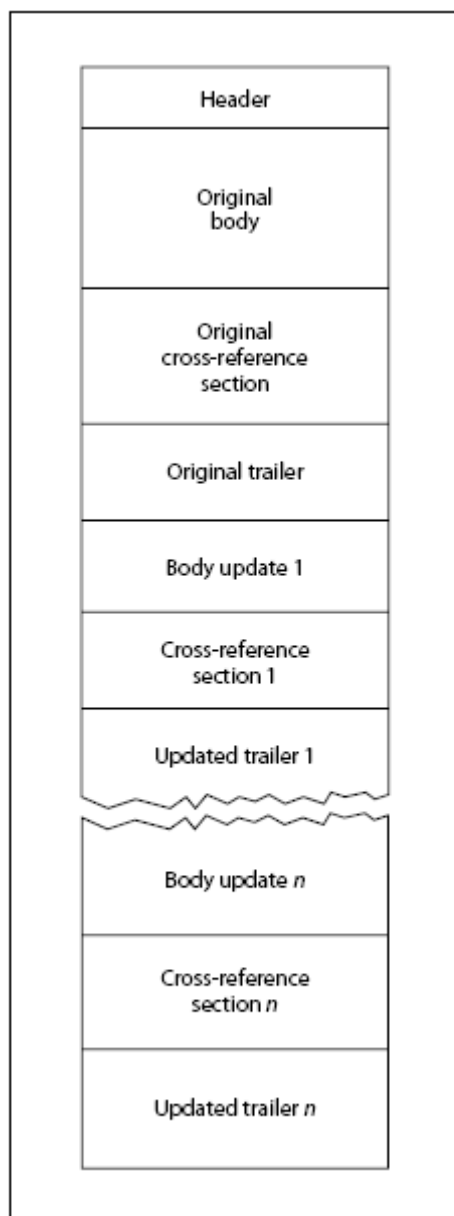 Header
Original
body
Original
cross-reference
section
Original trailer
Body update 1
Cross-reference
section 1
Updated trailer 1
Body update n
Cross-reference
section n
Updated trailer n